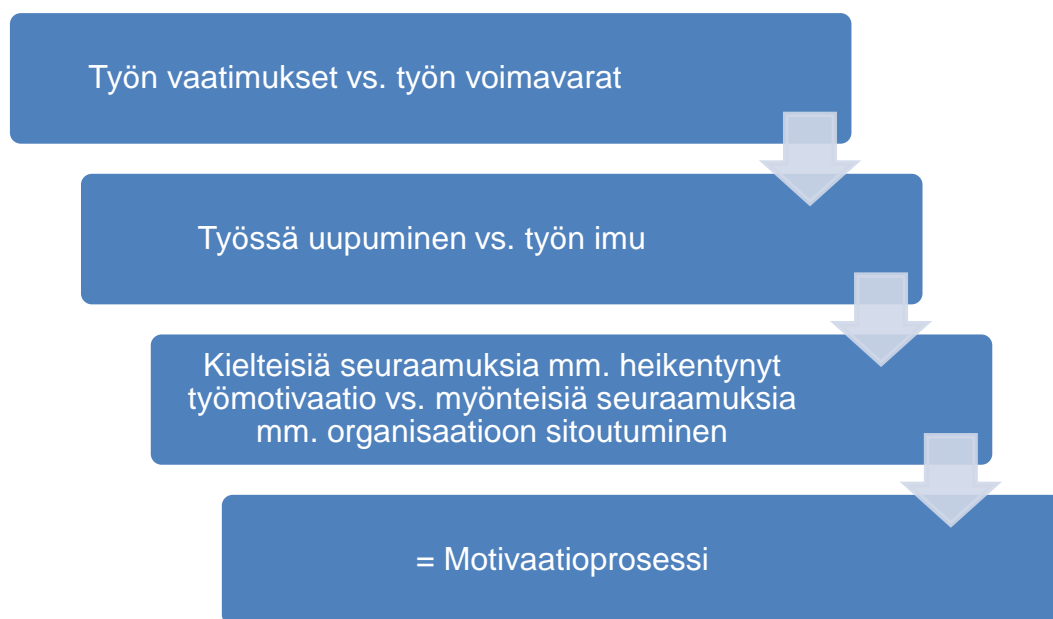 Työn vaatimukset vs. työn voimavarat
Työssä uupuminen vs. työn imu
Kielteisiä seuraamuksia mm. heikentynyt
työmotivaatio vs. myönteisiä seuraamuksia
mm. organisaatioon sitoutuminen
= Motivaatioprosessi